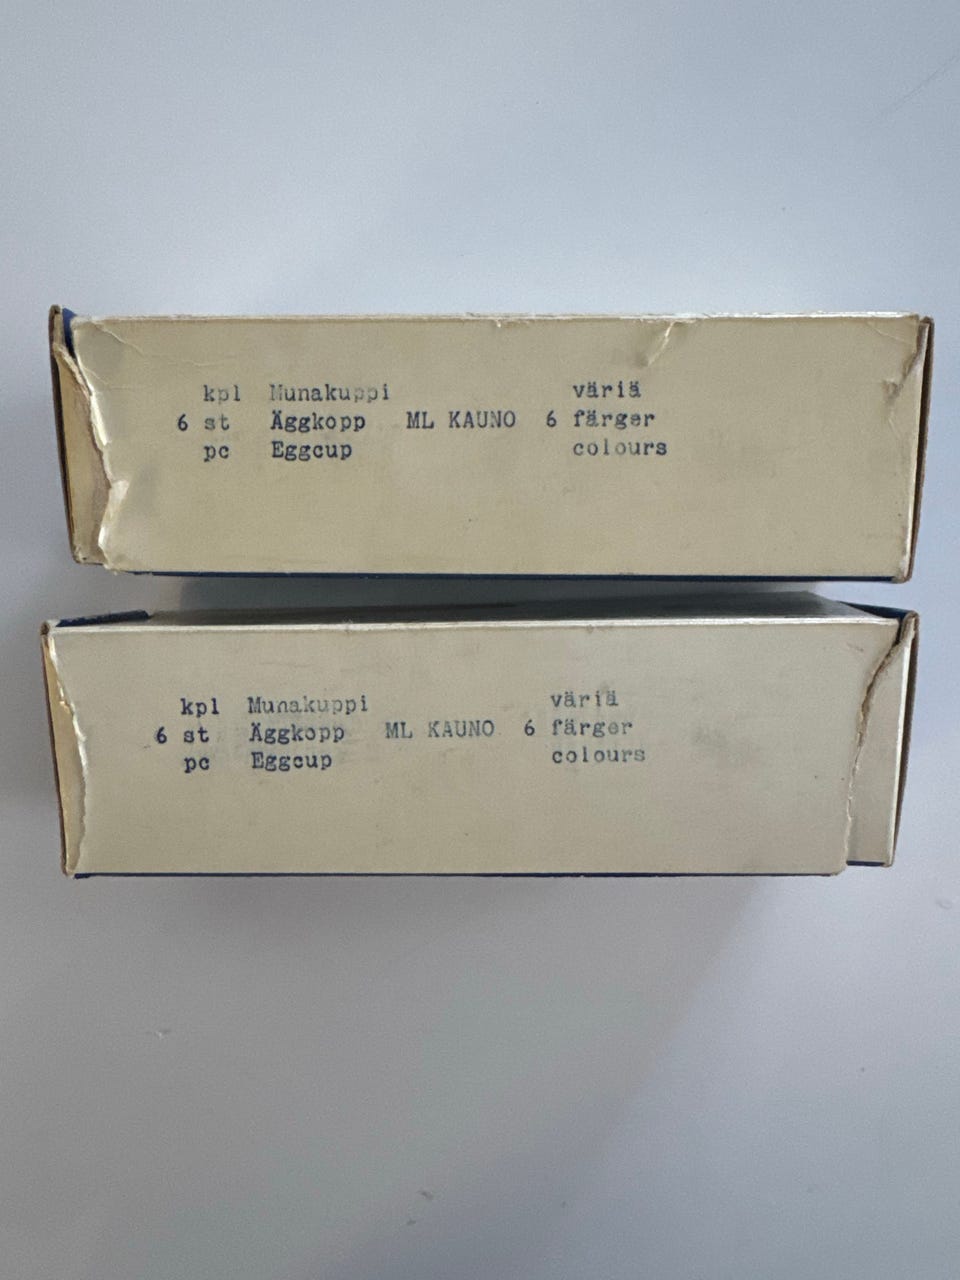 kpl Munakuppi väriä
6 st Äggkopp ML KAUNO 6 färger
pc Eggcup colours
kpl Munakuppi väriä
6 st Äggkopp ML KAUNO 6 färger
pc Eggcup colours